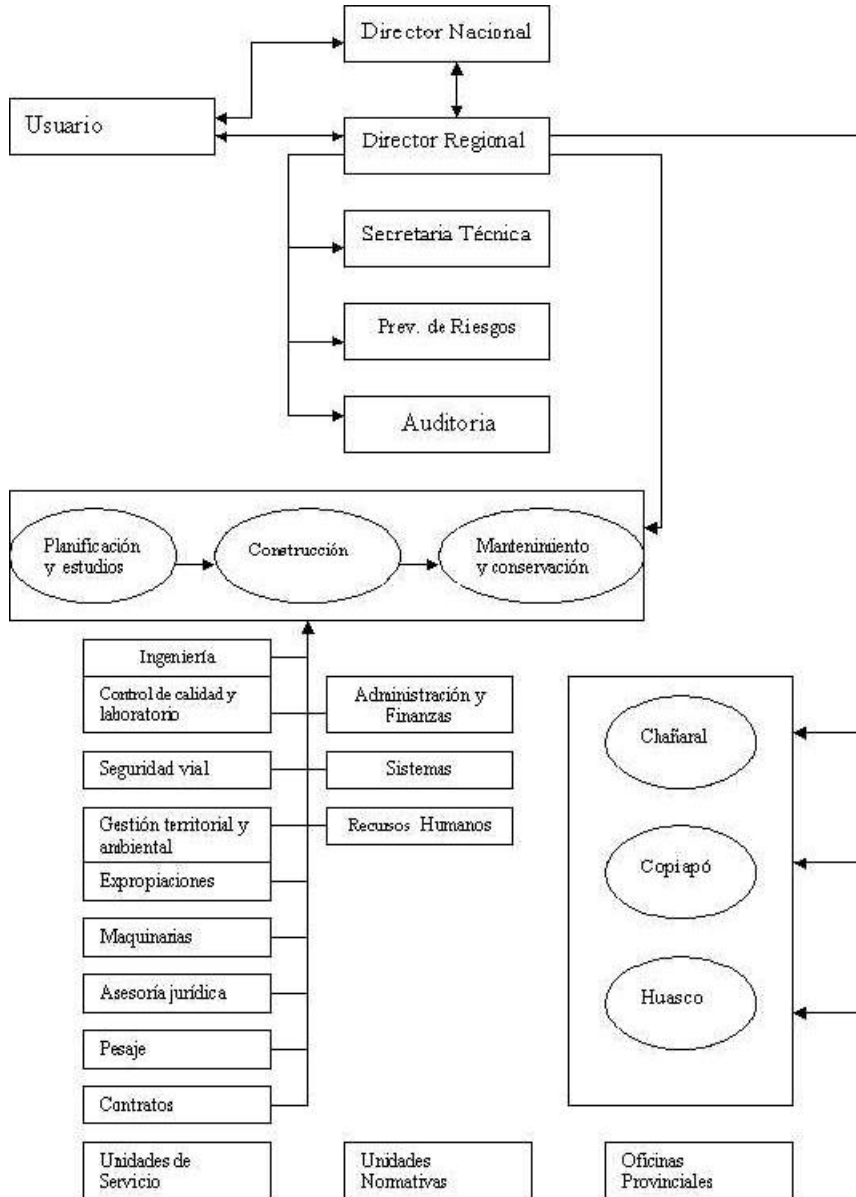 Director Nacional
Usuario
Director Regional
Secretaria Técnica
Prev. de Riesgos
Auditoria
Planificación
y estudios
Construcción
Mantenimiento
y conservación
Ingeniería
Control de calidad y
laboratorio
Administración y
Finanzas
Seguridad vial
Sistemas
Gestión territorial y
ambiental
Recursos Humanos
Expropiaciones
Maquinarias
Asesoría jurídica
Pesaje
Contratos
Chañaral
Copiapó
Huasco
Unidades de
Servicio
Unidades
Normativas
Oficinas
Provinciales